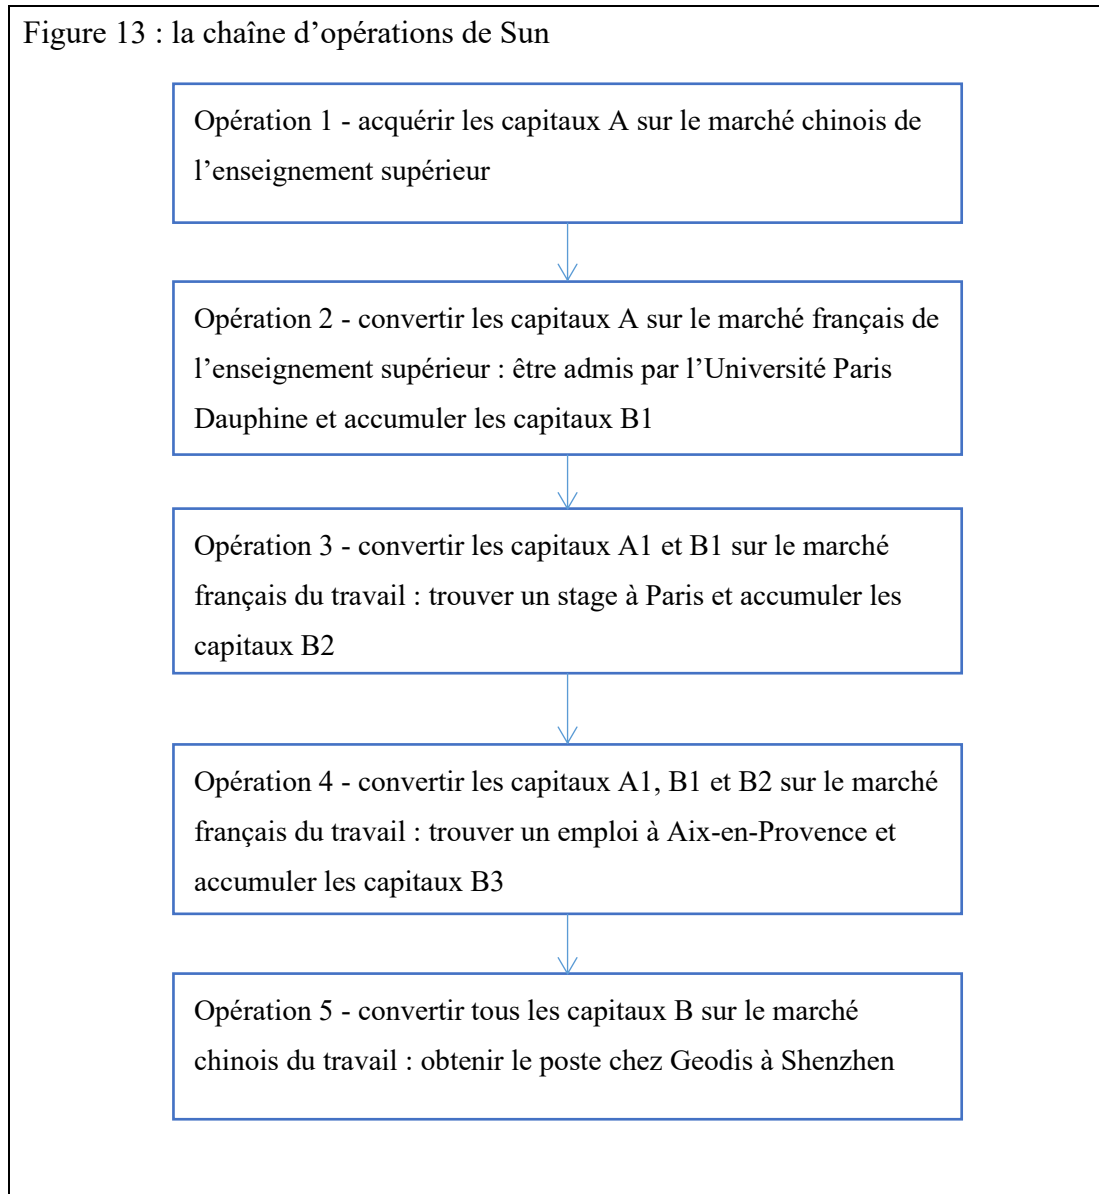 Figure 13 : la chaîne d’opérations de Sun
Opération 1 - acquérir les capitaux A sur le marché chinois de
l’enseignement supérieur
Opération 2 - convertir les capitaux A sur le marché français de
l’enseignement supérieur : être admis par l’Université Paris
Dauphine et accumuler les capitaux B1
Opération 3 - convertir les capitaux A1 et B1 sur le marché
français du travail : trouver un stage à Paris et accumuler les
capitaux B2
Opération 4 - convertir les capitaux A1, B1 et B2 sur le marché
français du travail : trouver un emploi à Aix-en-Provence et
accumuler les capitaux B3
Opération 5 - convertir tous les capitaux B sur le marché
chinois du travail : obtenir le poste chez Geodis à Shenzhen